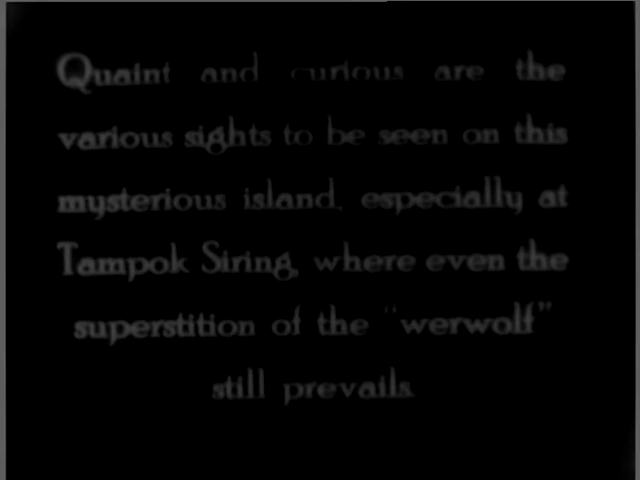 Quaint and curious are the
various sights to be seen on this
mysterious island, especially at
Tampok Siring, where even the
superstition of the "werwolf"
still prevails.